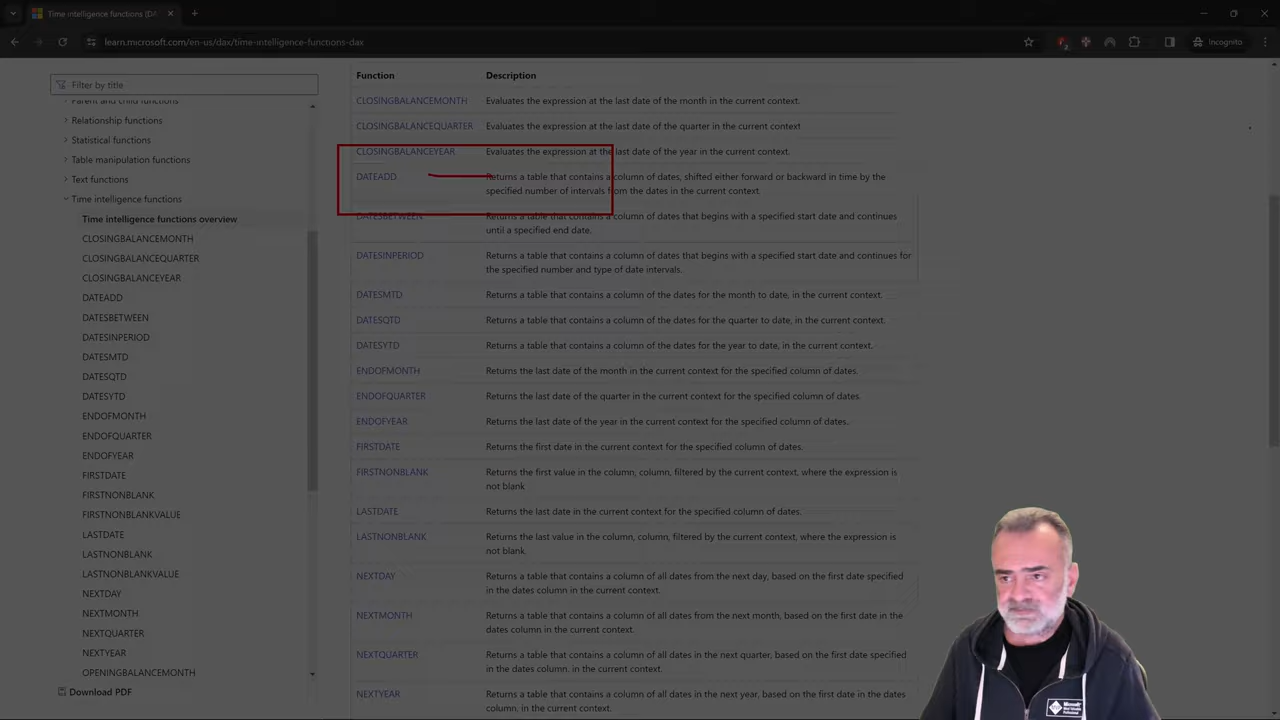 Time intelligence functions (DA
learn.microsoft.com/en-us/dax/time-intelligence-functions-dax
Incognito
Filter by title
Parent and child functions
Relationship functions
Statistical functions
Table manipulation functions
Text functions
Time intelligence functions
Time intelligence functions overview
CLOSINGBALANCEMONTH
CLOSINGBALANCEQUARTER
CLOSINGBALANCEYEAR
DATEADD
DATESBETWEEN
DATESINPERIOD
DATESMTD
DATESQTD
DATESYTD
ENDOFMONTH
ENDOFQUARTER
ENDOFYEAR
FIRSTDATE
FIRSTNONBLANK
FIRSTNONBLANKVALUE
LASTDATE
LASTNONBLANK
LASTNONBLANKVALUE
NEXTDAY
NEXTMONTH
NEXTQUARTER
NEXTYEAR
OPENINGBALANCEMONTH
Download PDF
Function Description
CLOSINGBALANCEMONTH Evaluates the expression at the last date of the month in the current context.
CLOSINGBALANCEQUARTER Evaluates the expression at the last date of the quarter in the current context
CLOSINGBALANCEYEAR Evaluates the expression at the last date of the year in the current context.
DATEADD Returns a table that contains a column of dates, shifted either forward or backward in time by the
specified number of intervals from the dates in the current context.
DATESBETWEEN Returns a table that contains a column of dates that begins with a specified start date and continues
until a specified end date.
DATESINPERIOD Returns a table that contains a column of dates that begins with a specified start date and continues for
the specified number and type of date intervals.
DATESMTD Returns a table that contains a column of the dates for the month to date, in the current context.
DATESQTD Returns a table that contains a column of the dates for the quarter to date, in the current context.
DATESYTD Returns a table that contains a column of the dates for the year to date, in the current context.
ENDOFMONTH Returns the last date of the month in the current context for the specified column of dates.
ENDOFQUARTER Returns the last date of the quarter in the current context for the specified column of dates.
ENDOFYEAR Returns the last date of the year in the current context for the specified column of dates.
FIRSTDATE Returns the first date in the current context for the specified column of dates.
FIRSTNONBLANK Returns the first value in the column, column, filtered by the current context, where the expression is
not blank
LASTDATE Returns the last date in the current context for the specified column of dates.
LASTNONBLANK Returns the last value in the column, column, filtered by the current context, where the expression is
not blank.
NEXTDAY Returns a table that contains a column of all dates from the next day, based on the first date specified
in the dates column in the current context.
NEXTMONTH Returns a table that contains a column of all dates from the next month, based on the first date in the
dates column in the current context.
NEXTQUARTER Returns a table that contains a column of all dates in the next quarter, based on the first date specified
in the dates column. in the current context.
NEXTYEAR Returns a table that contains a column of all dates in the next year, based on the first date in the dates
column, in the current context.
Microsoft